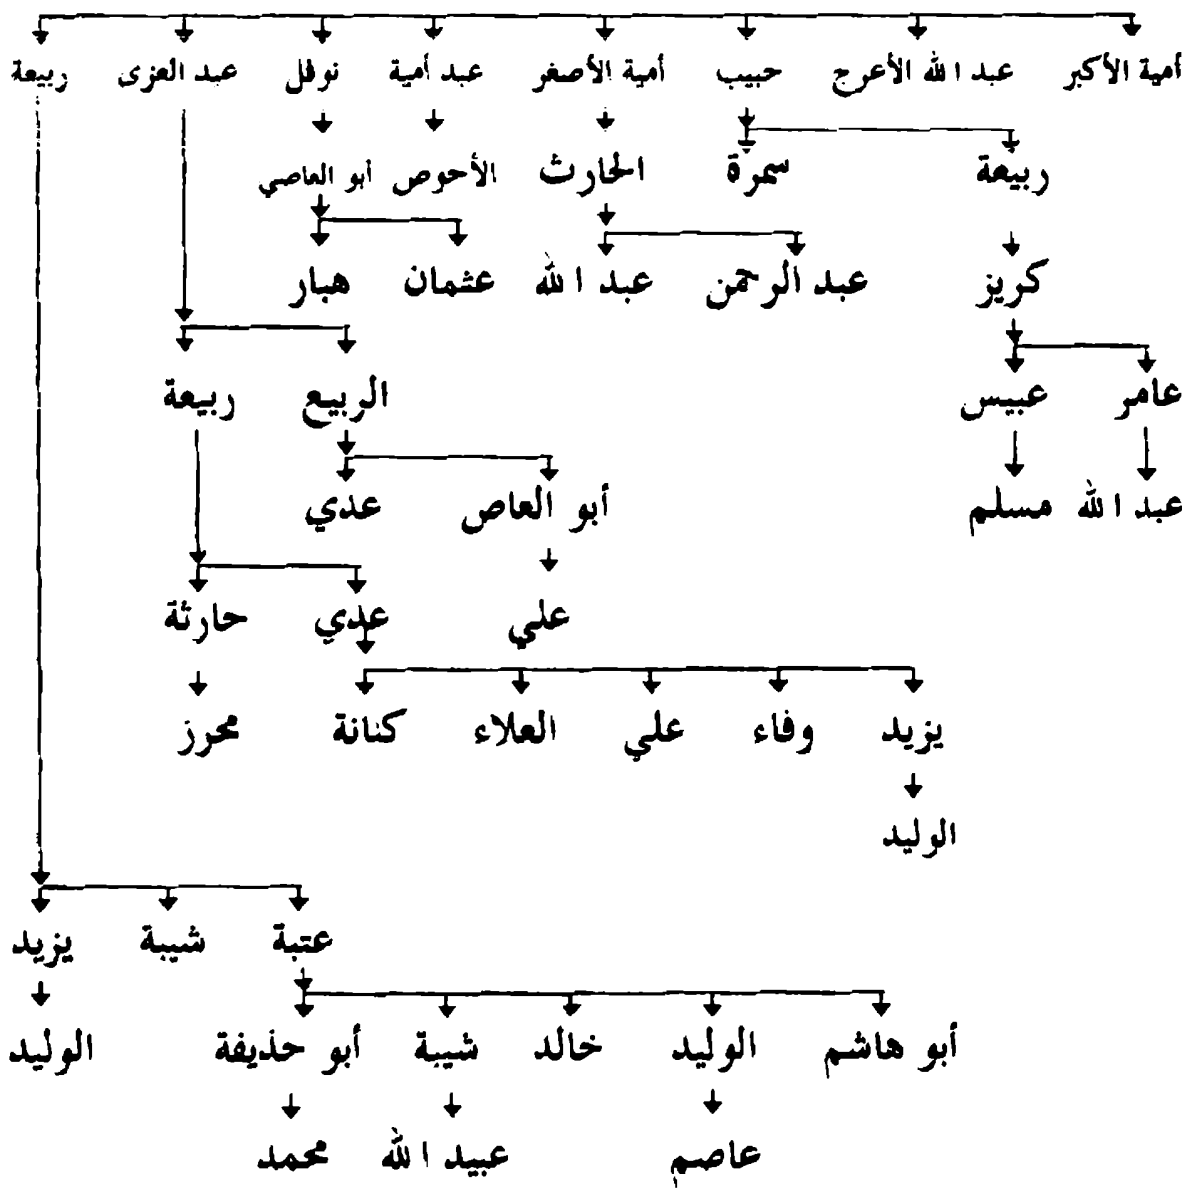 أمية الأكبر عبد الله الأعرج حبيب أمية الأصغر عبد أمية نوفل عبد العزى ربيعة
ربيعة سمرة الحارث الأحوص أبو العاصي
كريز عبد الرحمن عبد الله عثمان هبار
عامر عبيس الربيع ربيعة
عبد الله مسلم أبو العاص عدي
علي عدي حارثة
يزيد وفاء علي العلاء كنانة محرز
الوليد
عتبة شيبة يزيد
أبو هاشم الوليد خالد شيبة أبو حذيفة الوليد
عاصم عبيد الله محمد